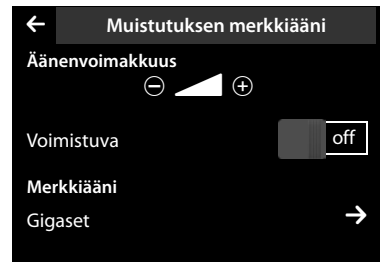 Muistutuksen merkkiääni
Äänenvoimakkuus
Voimistuva off
Merkkiääni
Gigaset